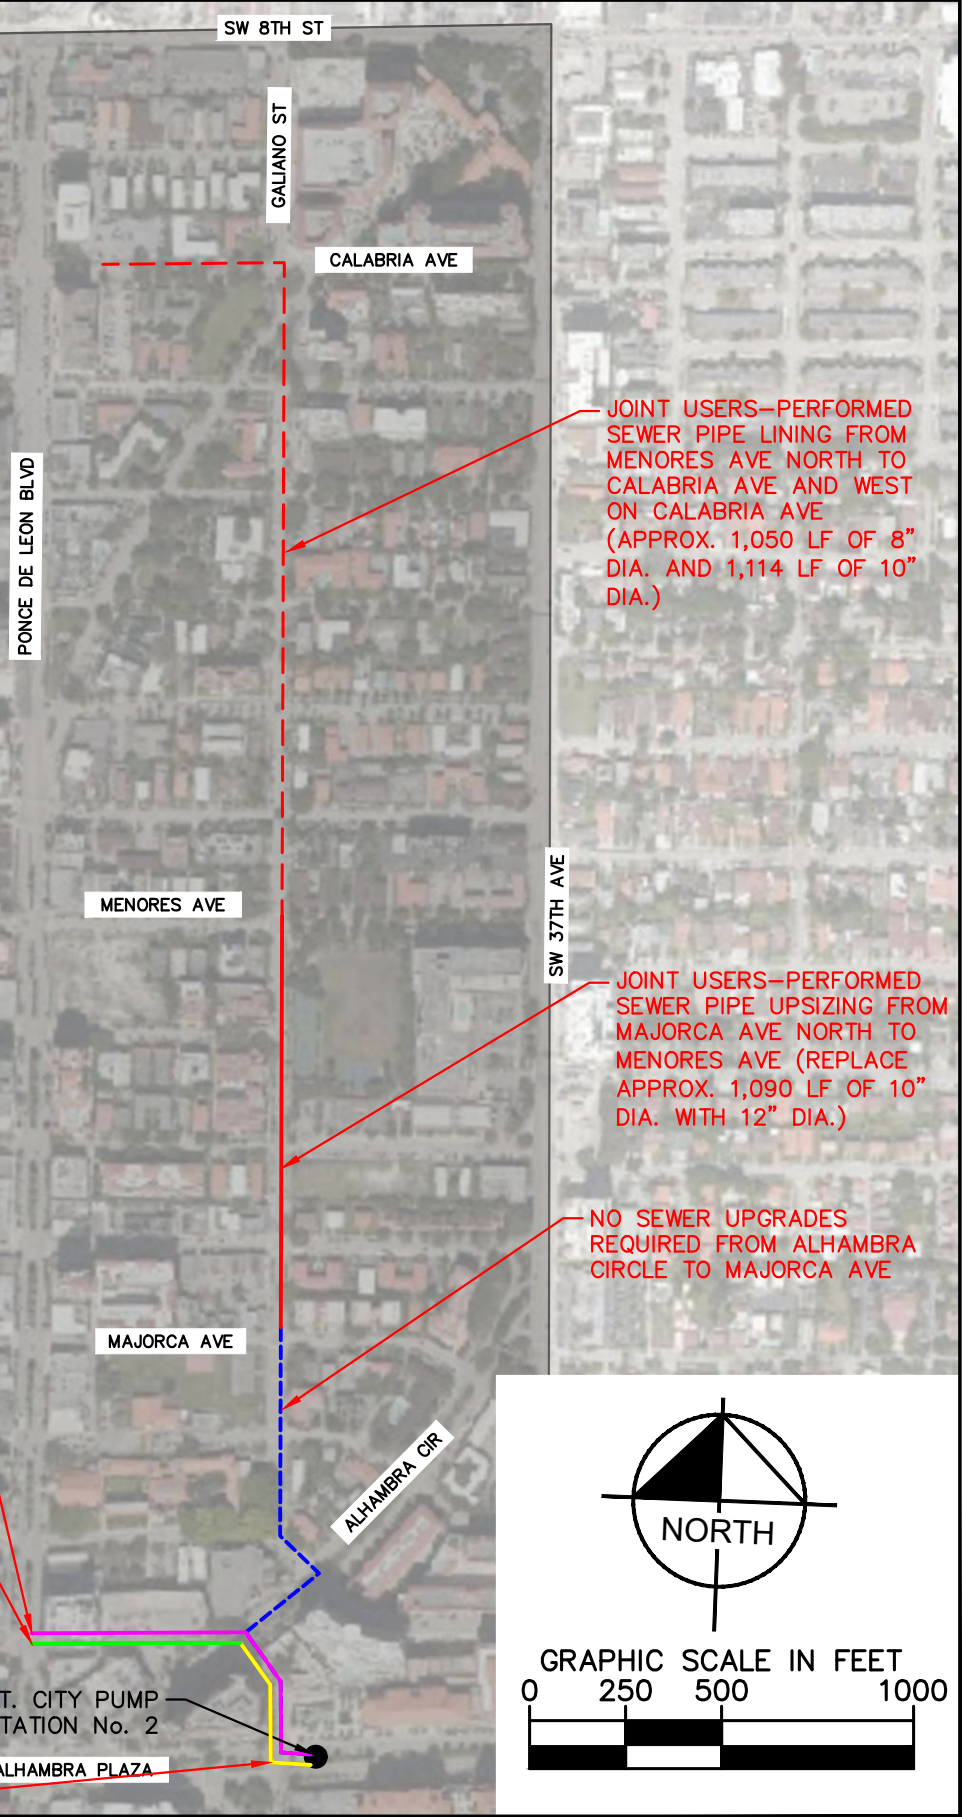 SW 8TH ST
GALIANO ST
CALABRIA AVE
JOINT USERS–PERFORMED
SEWER PIPE LINING FROM
MENORES AVE NORTH TO
CALABRIA AVE AND WEST
ON CALABRIA AVE
(APPROX. 1,050 LF OF 8"
DIA. AND 1,114 LF OF 10"
DIA.)
PONCE DE LEON BLVD
MENORES AVE
SW 37TH AVE
JOINT USERS–PERFORMED
SEWER PIPE UPSIZING FROM
MAJORCA AVE NORTH TO
MENORES AVE (REPLACE
APPROX. 1,090 LF OF 10"
DIA. WITH 12" DIA.)
NO SEWER UPGRADES
REQUIRED FROM ALHAMBRA
CIRCLE TO MAJORCA AVE
MAJORCA AVE
ALHAMBRA CIR
NORTH
GRAPHIC SCALE IN FEET
0 250 500 1000
T. CITY PUMP
TATION No. 2
ALHAMBRA PLAZA